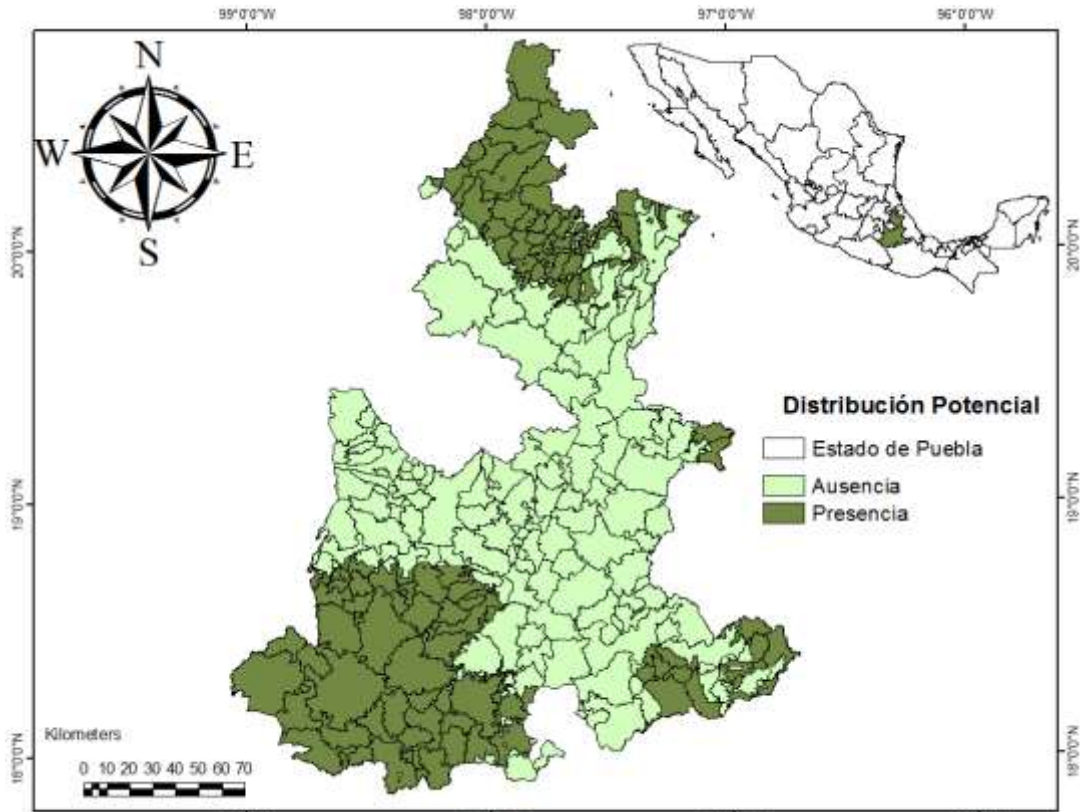 99°0'0"W 98°0'0"W 97°0'0"W 96°0'0"W
N
W E
S
20°0'0"N 20°0'0"N
Distribución Potencial
Estado de Puebla
Ausencia
Presencia
19°0'0"N 19°0'0"N
Kilometers
0 10 20 30 40 50 60 70
18°0'0"N 18°0'0"N